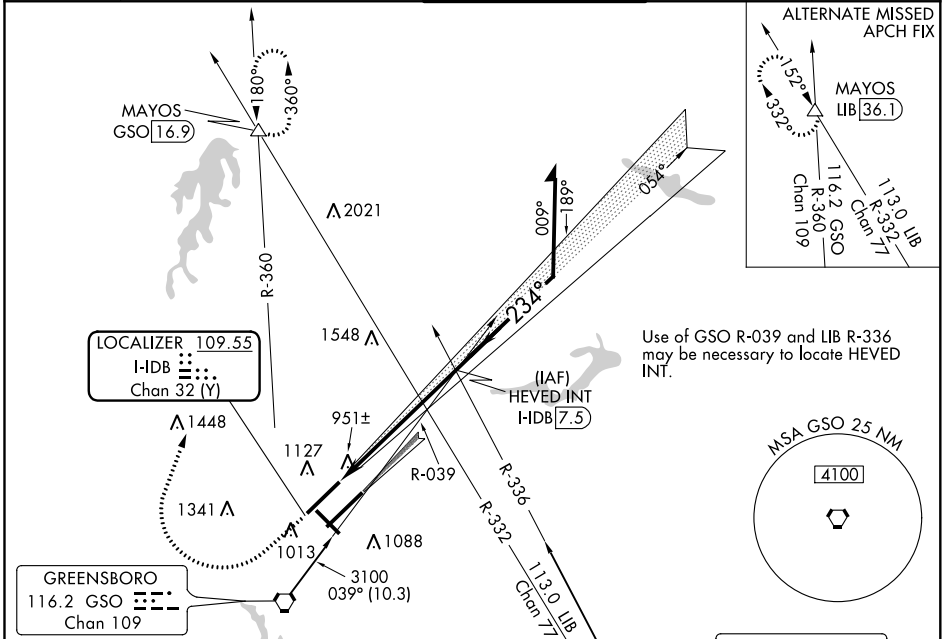 ALTERNATE MISSED
APCH FIX
152°
332°
MAYOS
LIB 36.1
116.2 GSO
R-360
Chan 109
113.0 LIB
R-332
Chan 77
180°
360°
MAYOS
GSO 16.9
2021
R-360
1548
009°
189°
054°
234°
LOCALIZER 109.55
I-IDB
Chan 32 (Y)
(IAF)
HEVED INT
I-IDB 7.5
Use of GSO R-039 and LIB R-336
may be necessary to locate HEVED
INT.
1448
951±
1127
R-039
R-336
R-332
1341
1013
1088
MSA GSO 25 NM
4100
GREENSBORO
116.2 GSO
Chan 109
3100
039° (10.3)
113.0 LIB
Chan 77